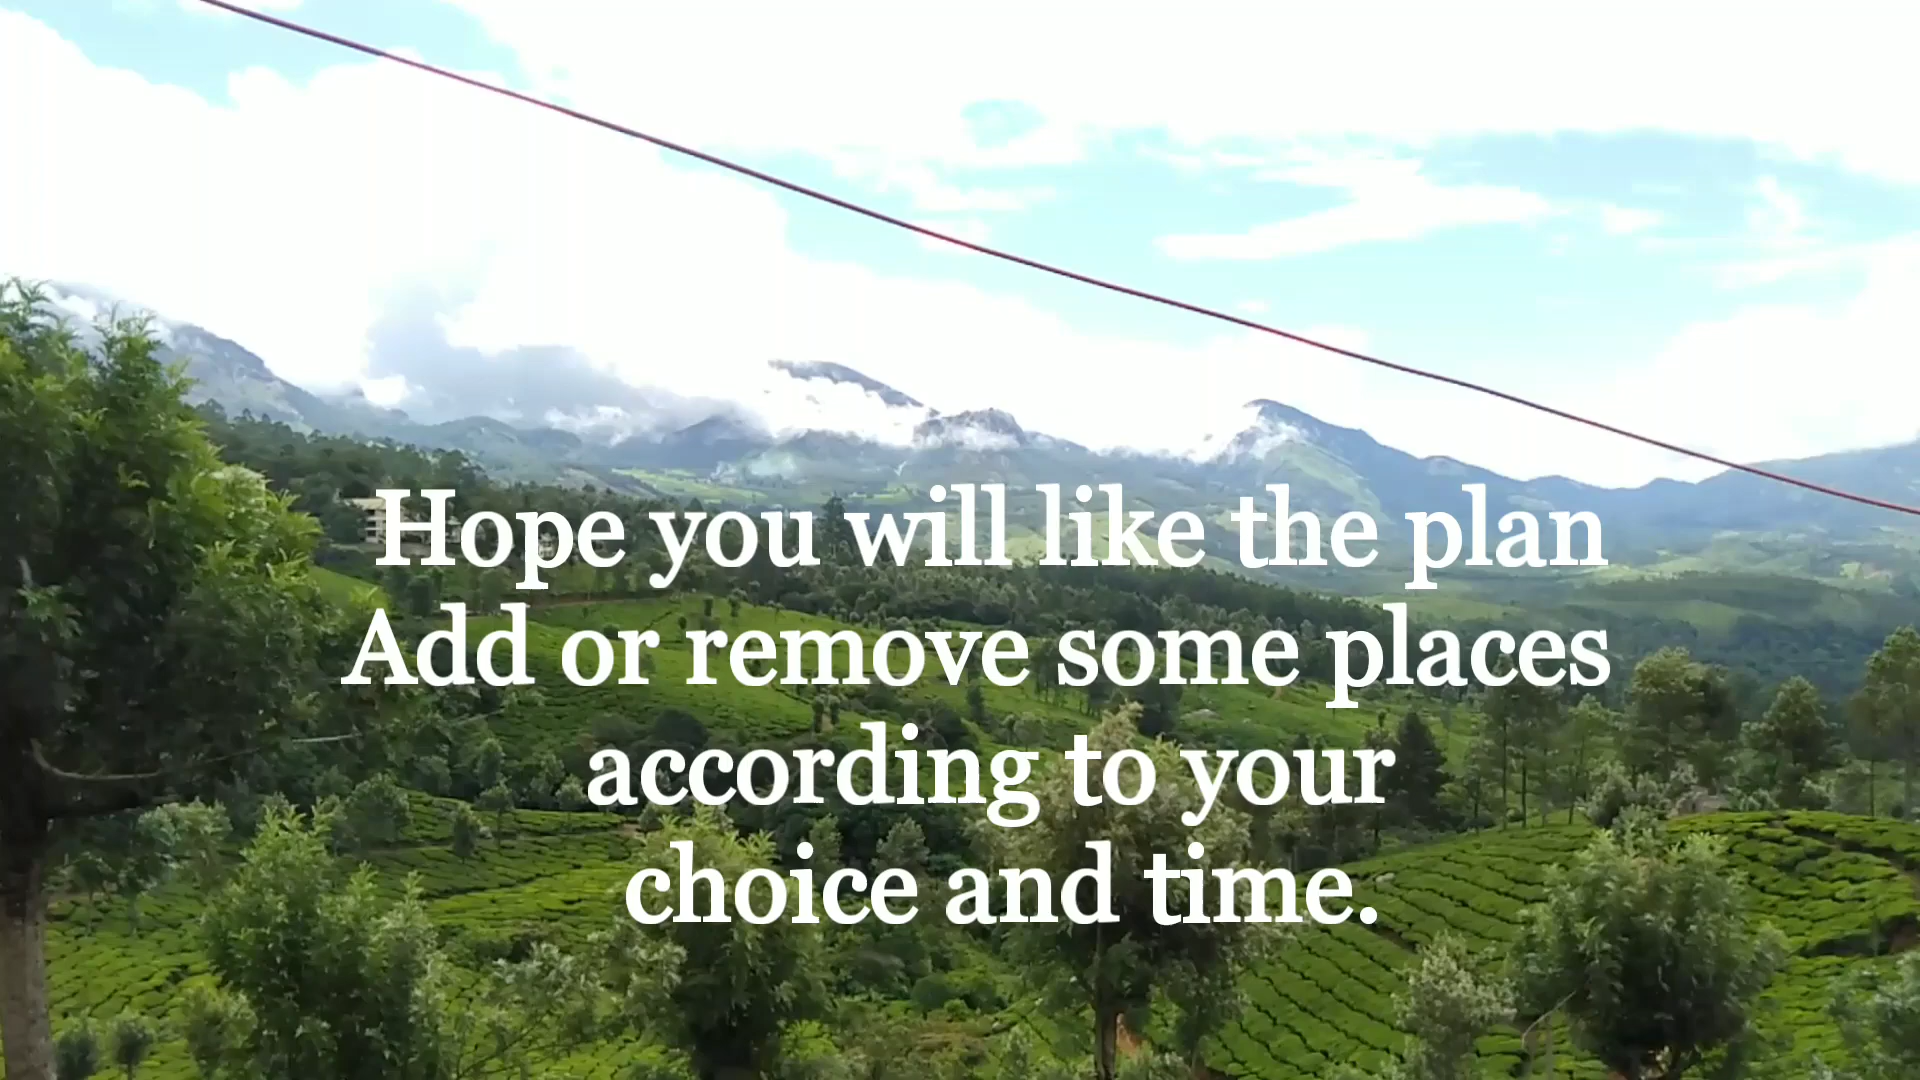 Hope you will like the plan
Add or remove some places
according to your
choice and time.